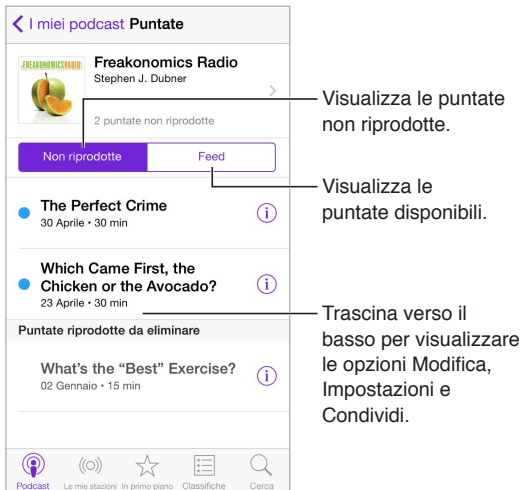 I miei podcast Puntate
FREAKONOMICSRADIO:
Freakonomics Radio
Stephen J. Dubner
2 puntate non riprodotte
Non riprodotte
Feed
The Perfect Crime
30 Aprile • 30 min
Which Came First, the
Chicken or the Avocado?
23 Aprile • 30 min
Puntate riprodotte da eliminare
What's the “Best” Exercise?
02 Gennaio • 15 min
Podcast
Le mie stazioni
In primo piano
Classifiche
Cerca
Visualizza le puntate
non riprodotte.
Visualizza le
puntate disponibili.
Trascina verso il
basso per visualizzare
le opzioni Modifica,
Impostazioni e
Condividi.